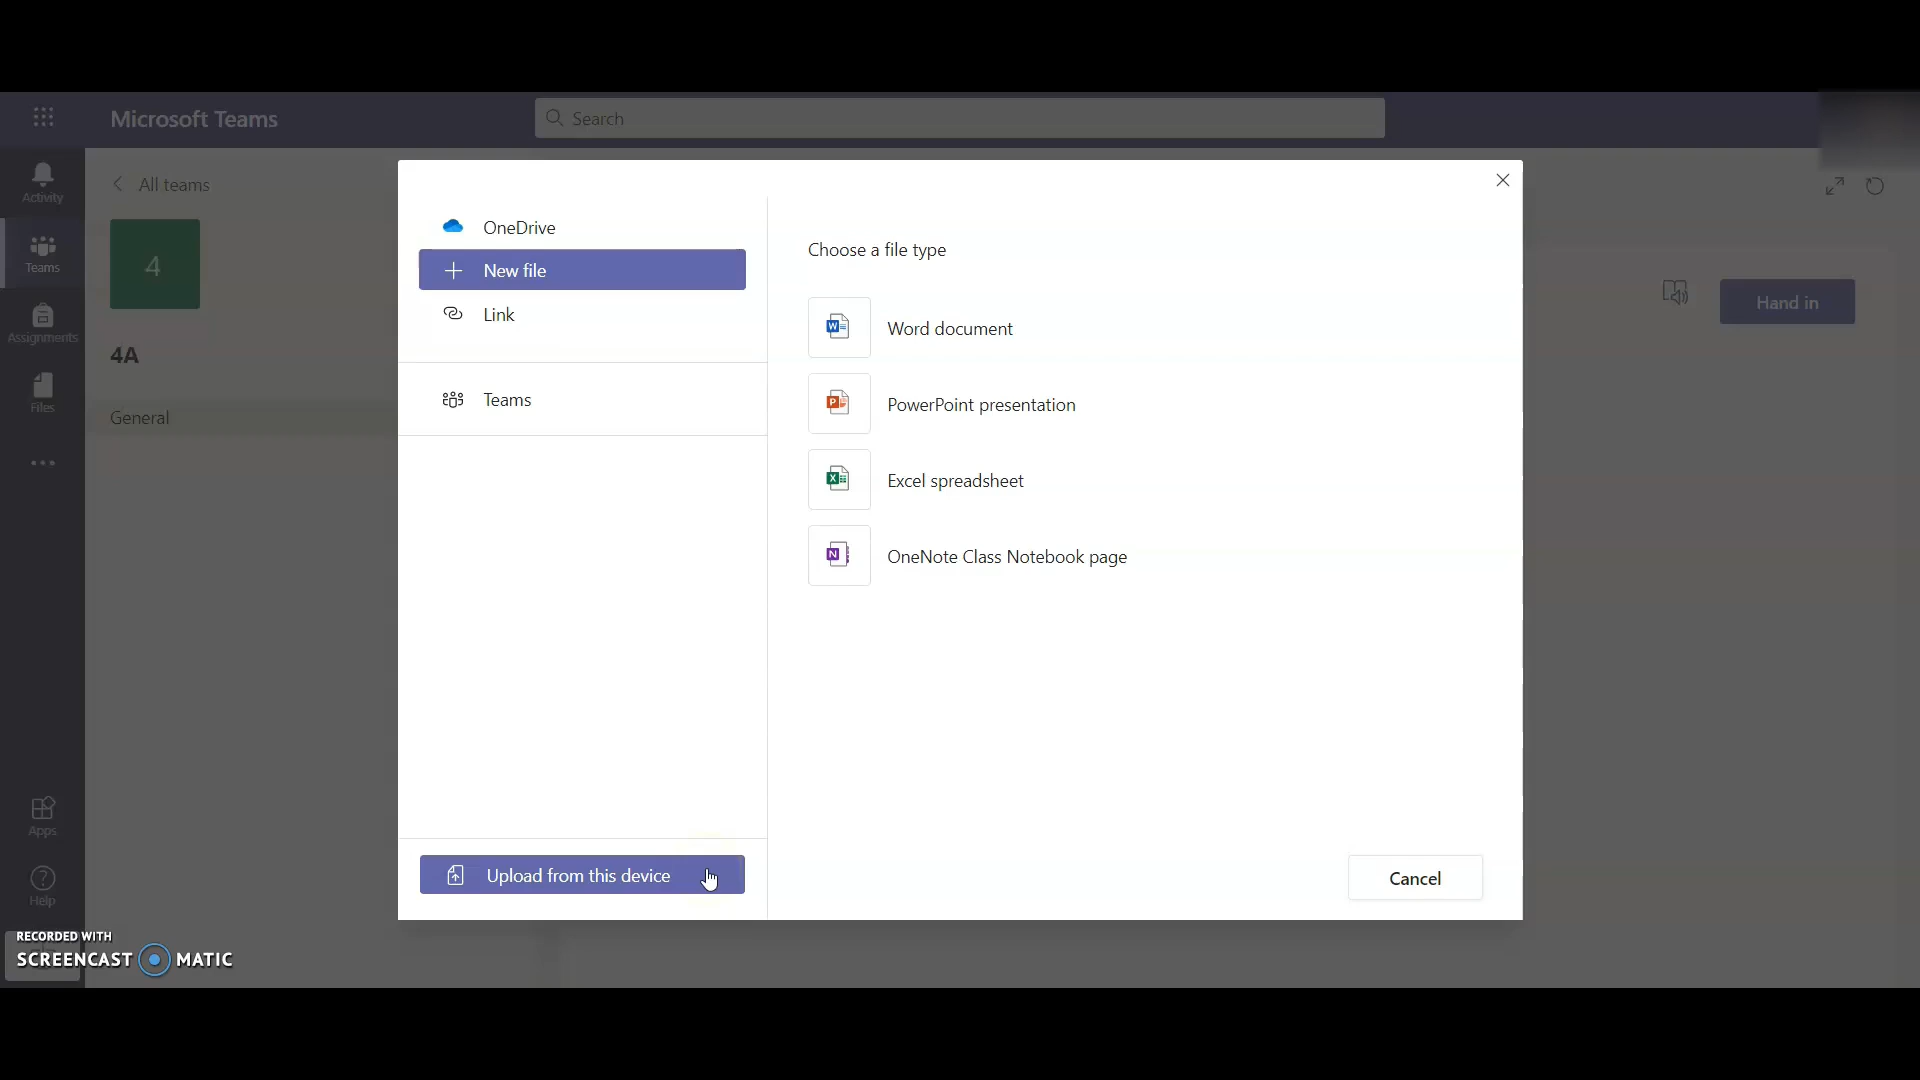 Microsoft Teams
Search
Activity
Teams
Assignments
Files
Apps
Help
All teams
4
4A
General
OneDrive
New file
Link
Teams
Upload from this device
Choose a file type
Word document
PowerPoint presentation
Excel spreadsheet
OneNote Class Notebook page
Cancel
Hand in
RECORDED WITH
SCREENCAST MATIC